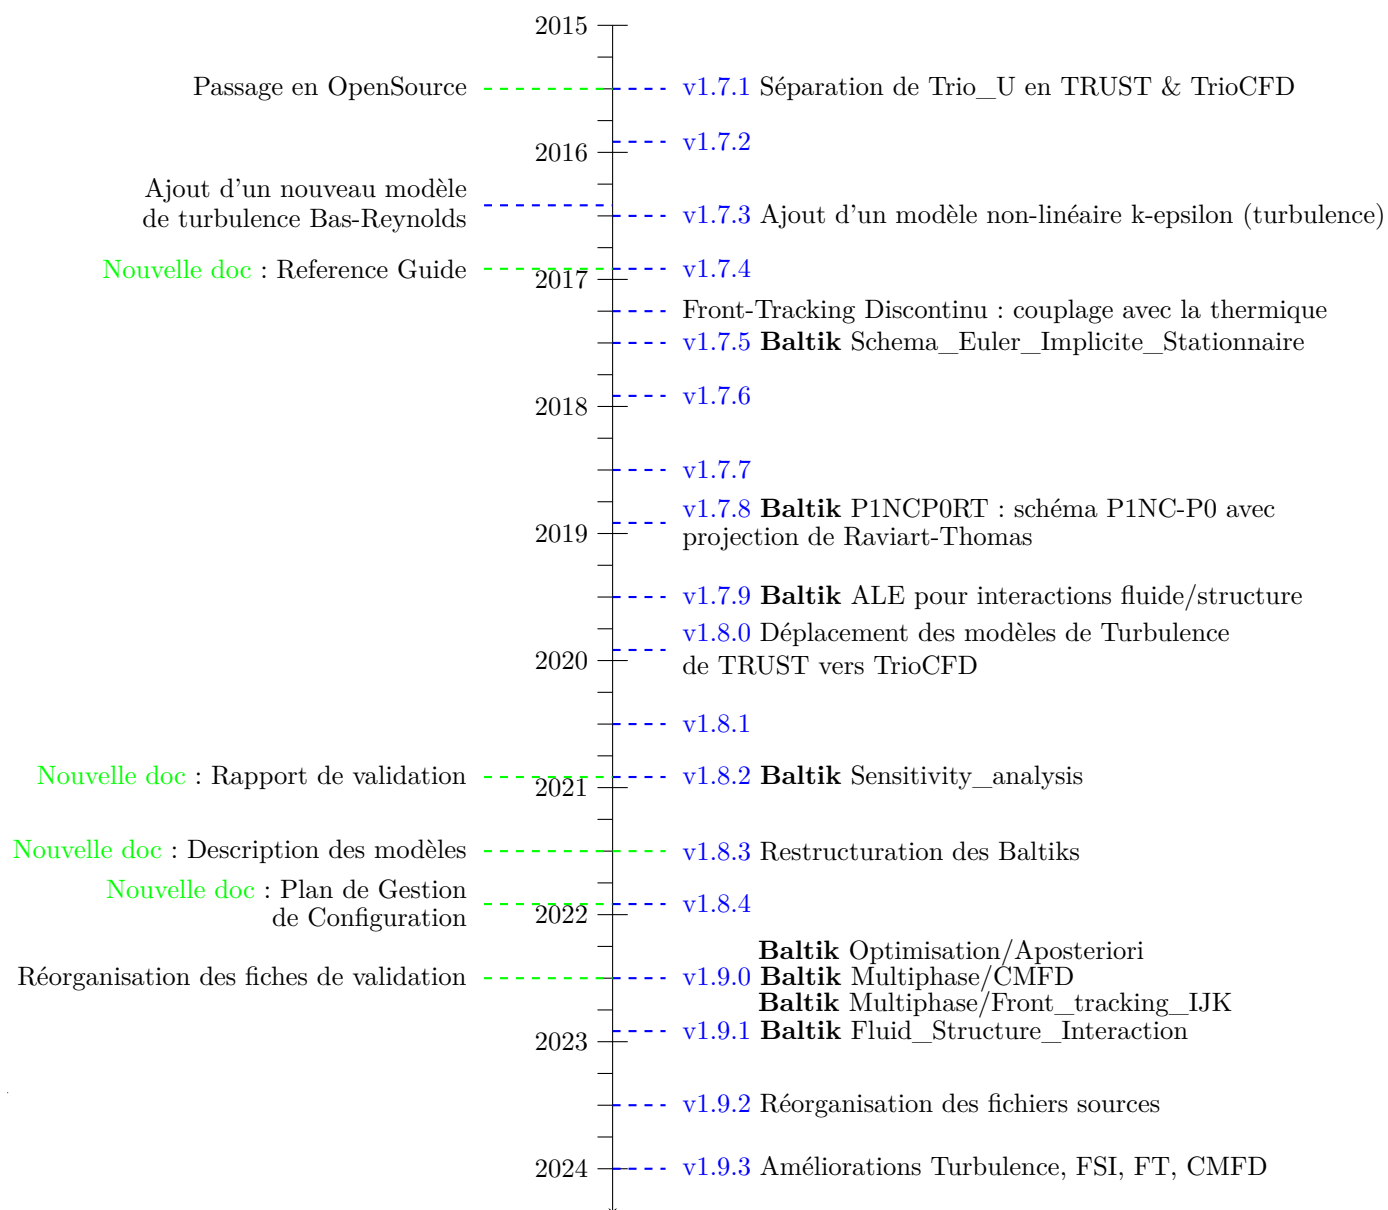 2015
Passage en OpenSource
v1.7.1 Séparation de Trio_U en TRUST & TrioCFD
v1.7.2
2016
Ajout d'un nouveau modèle
de turbulence Bas-Reynolds
v1.7.3 Ajout d'un modèle non-linéaire k-epsilon (turbulence)
Nouvelle doc : Reference Guide
v1.7.4
2017
Front-Tracking Discontinu : couplage avec la thermique
v1.7.5 Baltik Schema_Euler_Implicite_Stationnaire
v1.7.6
2018
v1.7.7
v1.7.8 Baltik P1NCP0RT : schéma P1NC-P0 avec
projection de Raviart-Thomas
2019
v1.7.9 Baltik ALE pour interactions fluide/structure
v1.8.0 Déplacement des modèles de Turbulence
de TRUST vers TrioCFD
2020
v1.8.1
Nouvelle doc : Rapport de validation
v1.8.2 Baltik Sensitivity_analysis
2021
Nouvelle doc : Description des modèles
v1.8.3 Restructuration des Baltiks
Nouvelle doc : Plan de Gestion
de Configuration
v1.8.4
2022
Baltik Optimisation/Aposteriori
Réorganisation des fiches de validation
v1.9.0 Baltik Multiphase/CMFD
Baltik Multiphase/Front_tracking_IJK
v1.9.1 Baltik Fluid_Structure_Interaction
2023
v1.9.2 Réorganisation des fichiers sources
2024
v1.9.3 Améliorations Turbulence, FSI, FT, CMFD